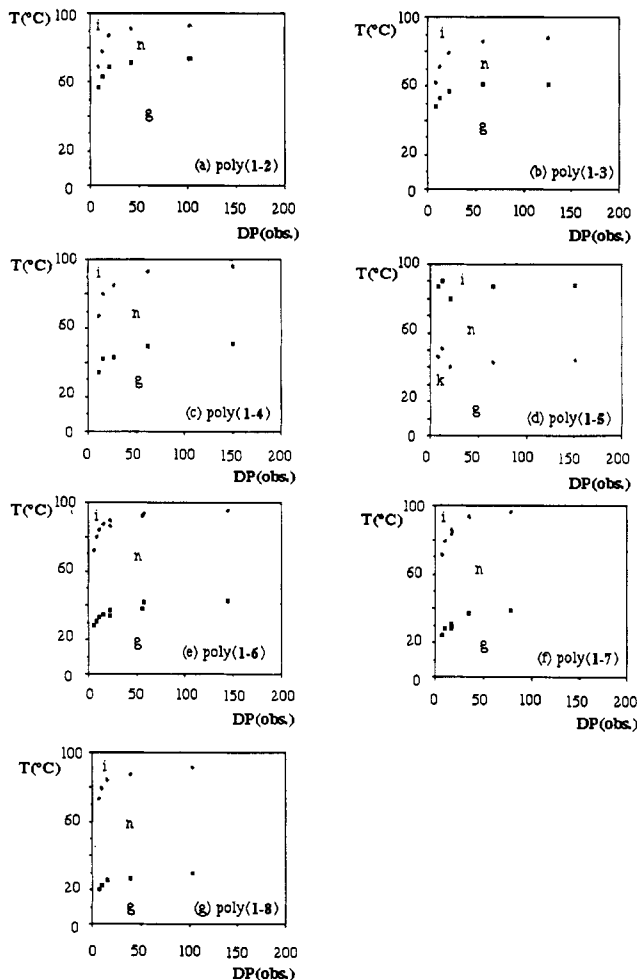 100
i
T(°C)
n
60
g
20
(a) poly(1-2)
0
0 50 100 150 200
DP(obs.)
100
i
T(°C)
n
60
g
20
(b) poly(1-3)
0
0 50 100 150 200
DP(obs.)
100
T(°C)
i
n
60
g
20
(c) poly(1-4)
0
0 50 100 150 200
DP(obs.)
100
T(°C)
i
n
60
k
g
20
(d) poly(1-5)
0
0 50 100 150 200
DP(obs.)
100
T(°C)
i
n
60
g
20
(e) poly(1-6)
0
0 50 100 150 200
DP(obs.)
100
T(°C)
i
n
60
20
g
(f) poly(1-7)
0
0 50 100 150 200
DP(obs.)
100
T(°C)
i
n
60
20
g
(g) poly(1-8)
0
0 50 100 150 200
DP(obs.)